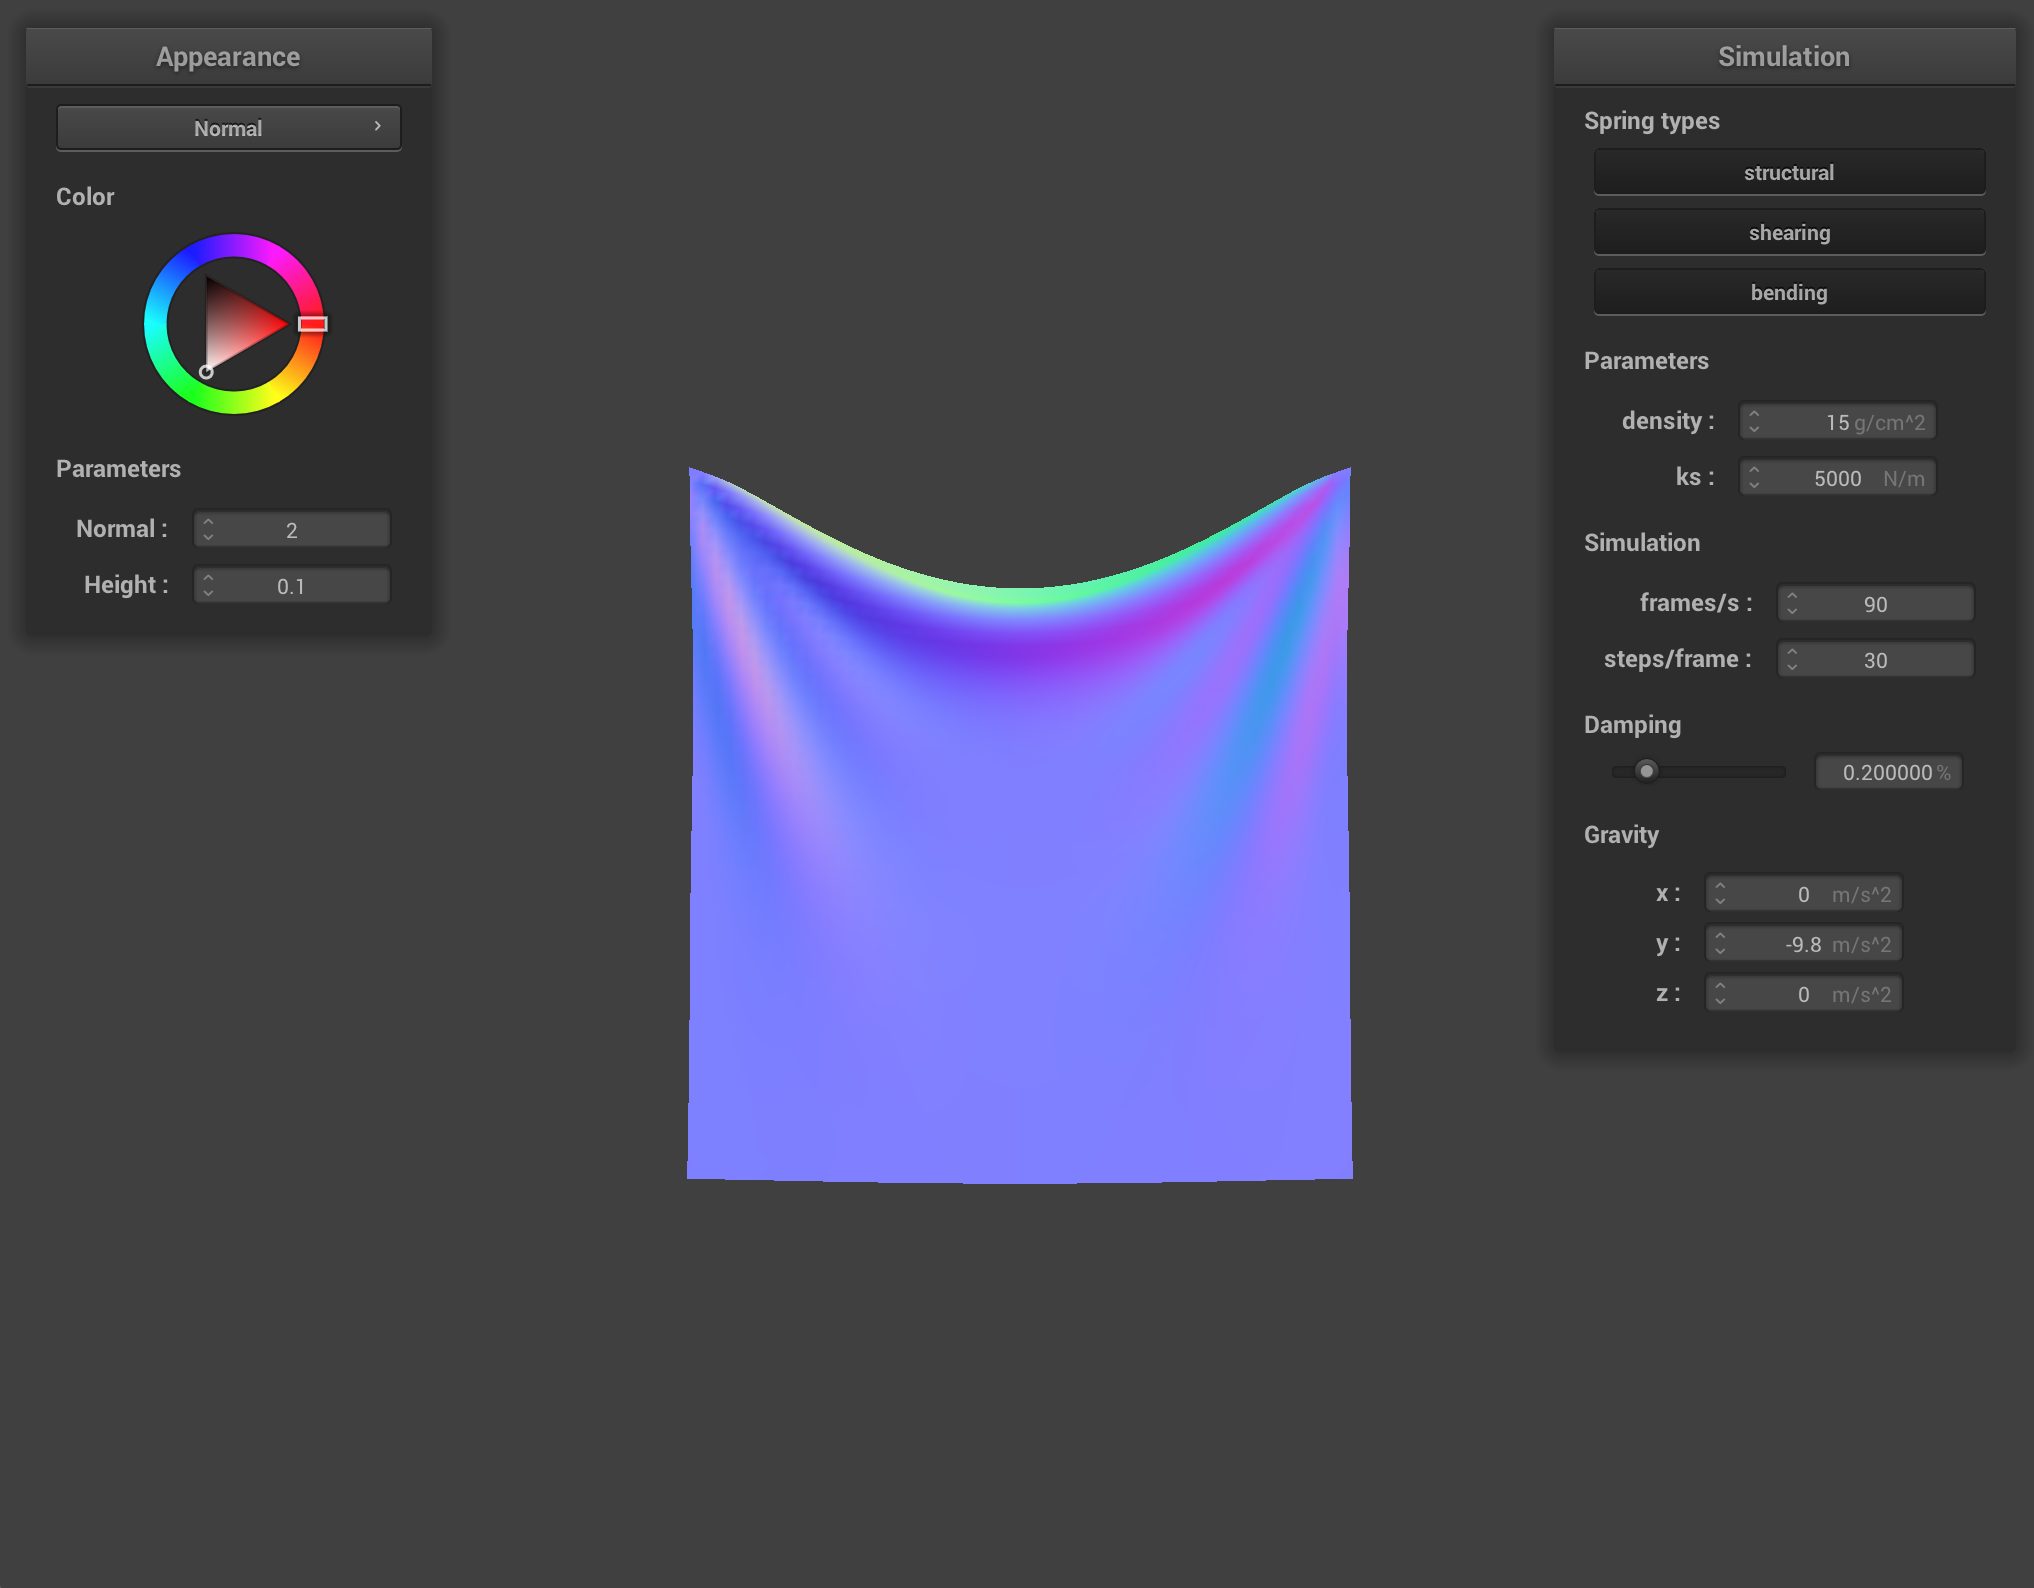 Appearance
Normal
Color
Parameters
Normal : 2
Height : 0.1
Simulation
Spring types
structural
shearing
bending
Parameters
density : 15 g/cm^2
ks : 5000 N/m
Simulation
frames/s : 90
steps/frame : 30
Damping
0.200000 %
Gravity
x : 0 m/s^2
y : -9.8 m/s^2
z : 0 m/s^2